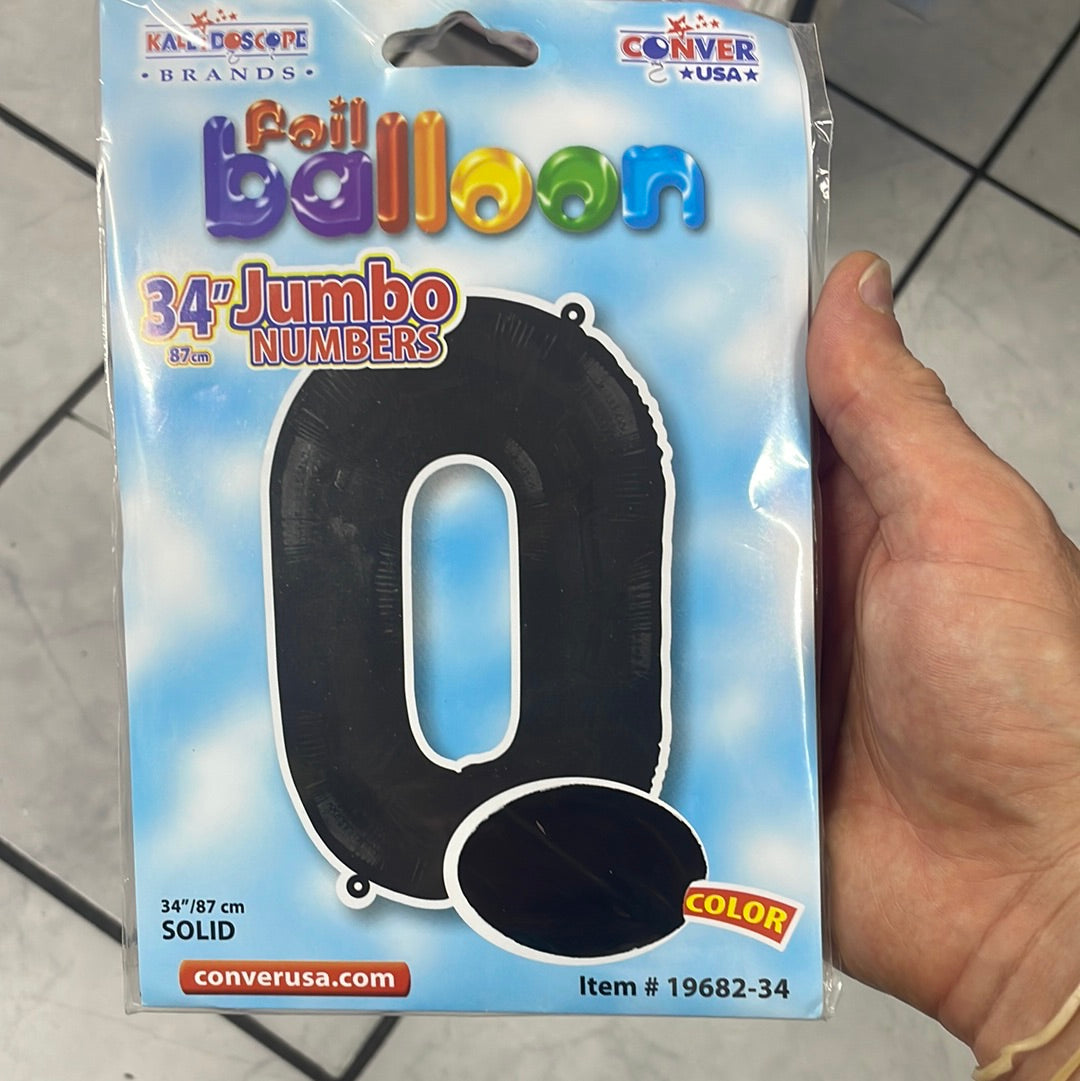 KALEIDOSCOPE
• BRANDS •
CONVER
★USA★
foil
balloon
34" Jumbo
87cm NUMBERS
0
34"/87 cm
SOLID
COLOR
converusa.com
Item # 19682-34